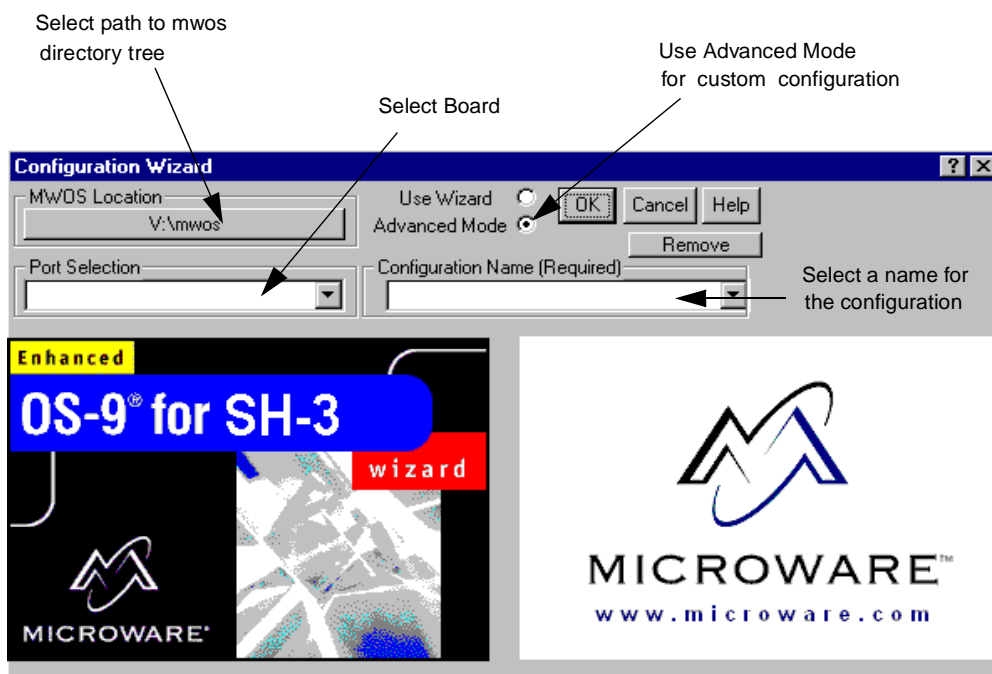 Select path to mwos
directory tree
Use Advanced Mode
for custom configuration
Select Board
Configuration Wizard
MWOS Location
V:\mwos
Use Wizard
Advanced Mode
OK
Cancel
Help
Remove
Port Selection
Configuration Name (Required)
Select a name for
the configuration
Enhanced
OS-9® for SH-3
wizard
MICROWARE®
MICROWARE™
www.microware.com